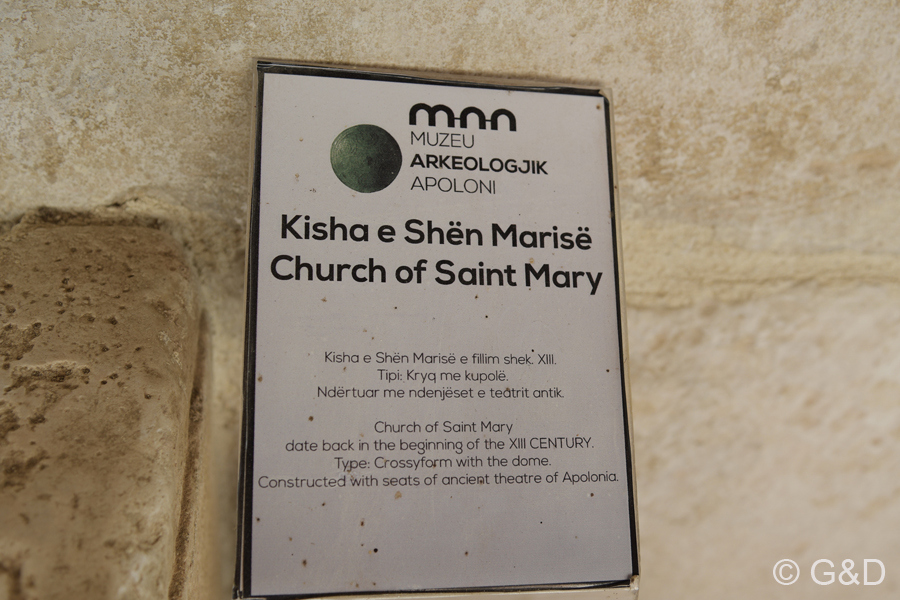 mnn
MUZEU
ARKEOLOGJIK
APOLONI
Kisha e Shën Marisë
Church of Saint Mary
Kisha e Shën Marisë e fillim shek. XIII.
Tipi: Kryq me kupolë.
Ndërtuar me ndenjëset e teatrit antik.
Church of Saint Mary
date back in the beginning of the XIII CENTURY.
Type: Crossyform with the dome.
Constructed with seats of ancient theatre of Apolonia.
© G&D